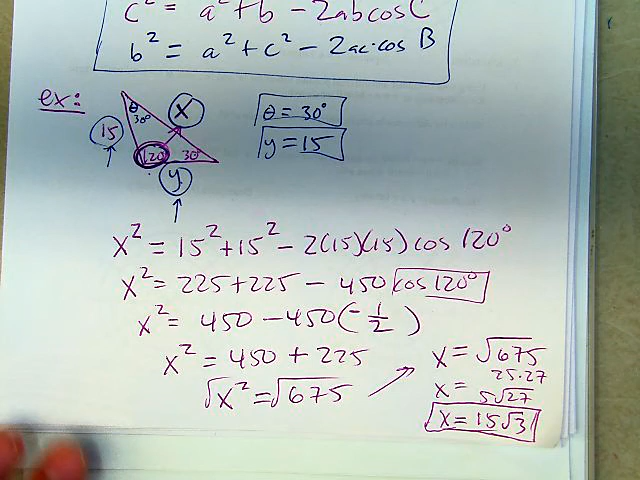 c² = a² + b - 2ab cos C
b² = a² + c² - 2ac·cos B
ex:
θ
30°
x
θ = 30°
15
y = 15
120°
30°
y
x² = 15² + 15² - 2(15)(15) cos 120°
x² = 225 + 225 - 450 cos 120°
x² = 450 - 450(-1/2)
x² = 450 + 225
√x² = √675
x = √675
25·27
x = 5√27
x = 15√3